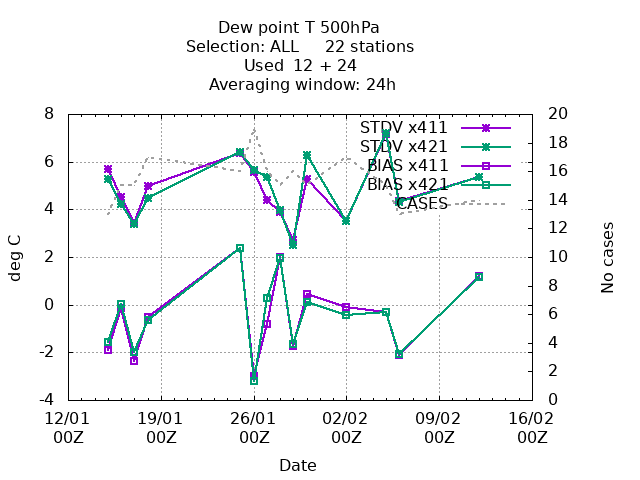 Dew point T 500hPa
Selection: ALL     22 stations
Used  12 + 24
Averaging window: 24h
8
6
4
2
0
-2
-4
deg C
20
18
16
14
12
10
8
6
4
2
0
No cases
STDV x411
STDV x421
BIAS x411
BIAS x421
CASES
12/01 19/01 26/01 02/02 09/02 16/02
00Z 00Z 00Z 00Z 00Z 00Z
Date